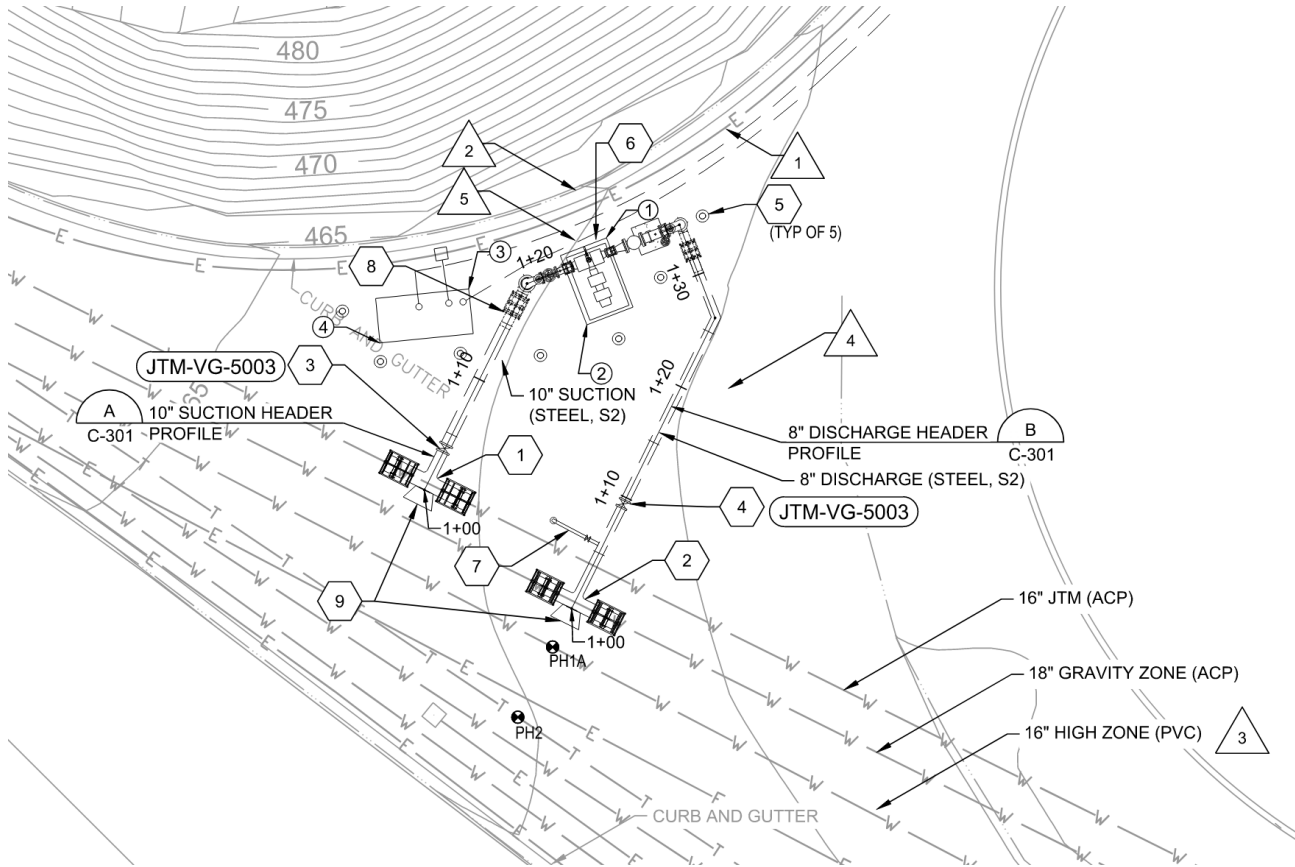 480
475
470
465
2
6
1
5
1
5
(TYP OF 5)
E
E
E
E
E
1+20
3
8
1+30
CURB AND GUTTER
4
4
JTM-VG-5003
3
1+10
2
10" SUCTION
(STEEL, S2)
1+20
465
A
C-301
10" SUCTION HEADER
PROFILE
8" DISCHARGE HEADER
PROFILE
B
C-301
1
8" DISCHARGE (STEEL, S2)
1+10
4
JTM-VG-5003
1+00
7
2
9
1+00
PH1A
16" JTM (ACP)
18" GRAVITY ZONE (ACP)
PH2
16" HIGH ZONE (PVC)
3
CURB AND GUTTER